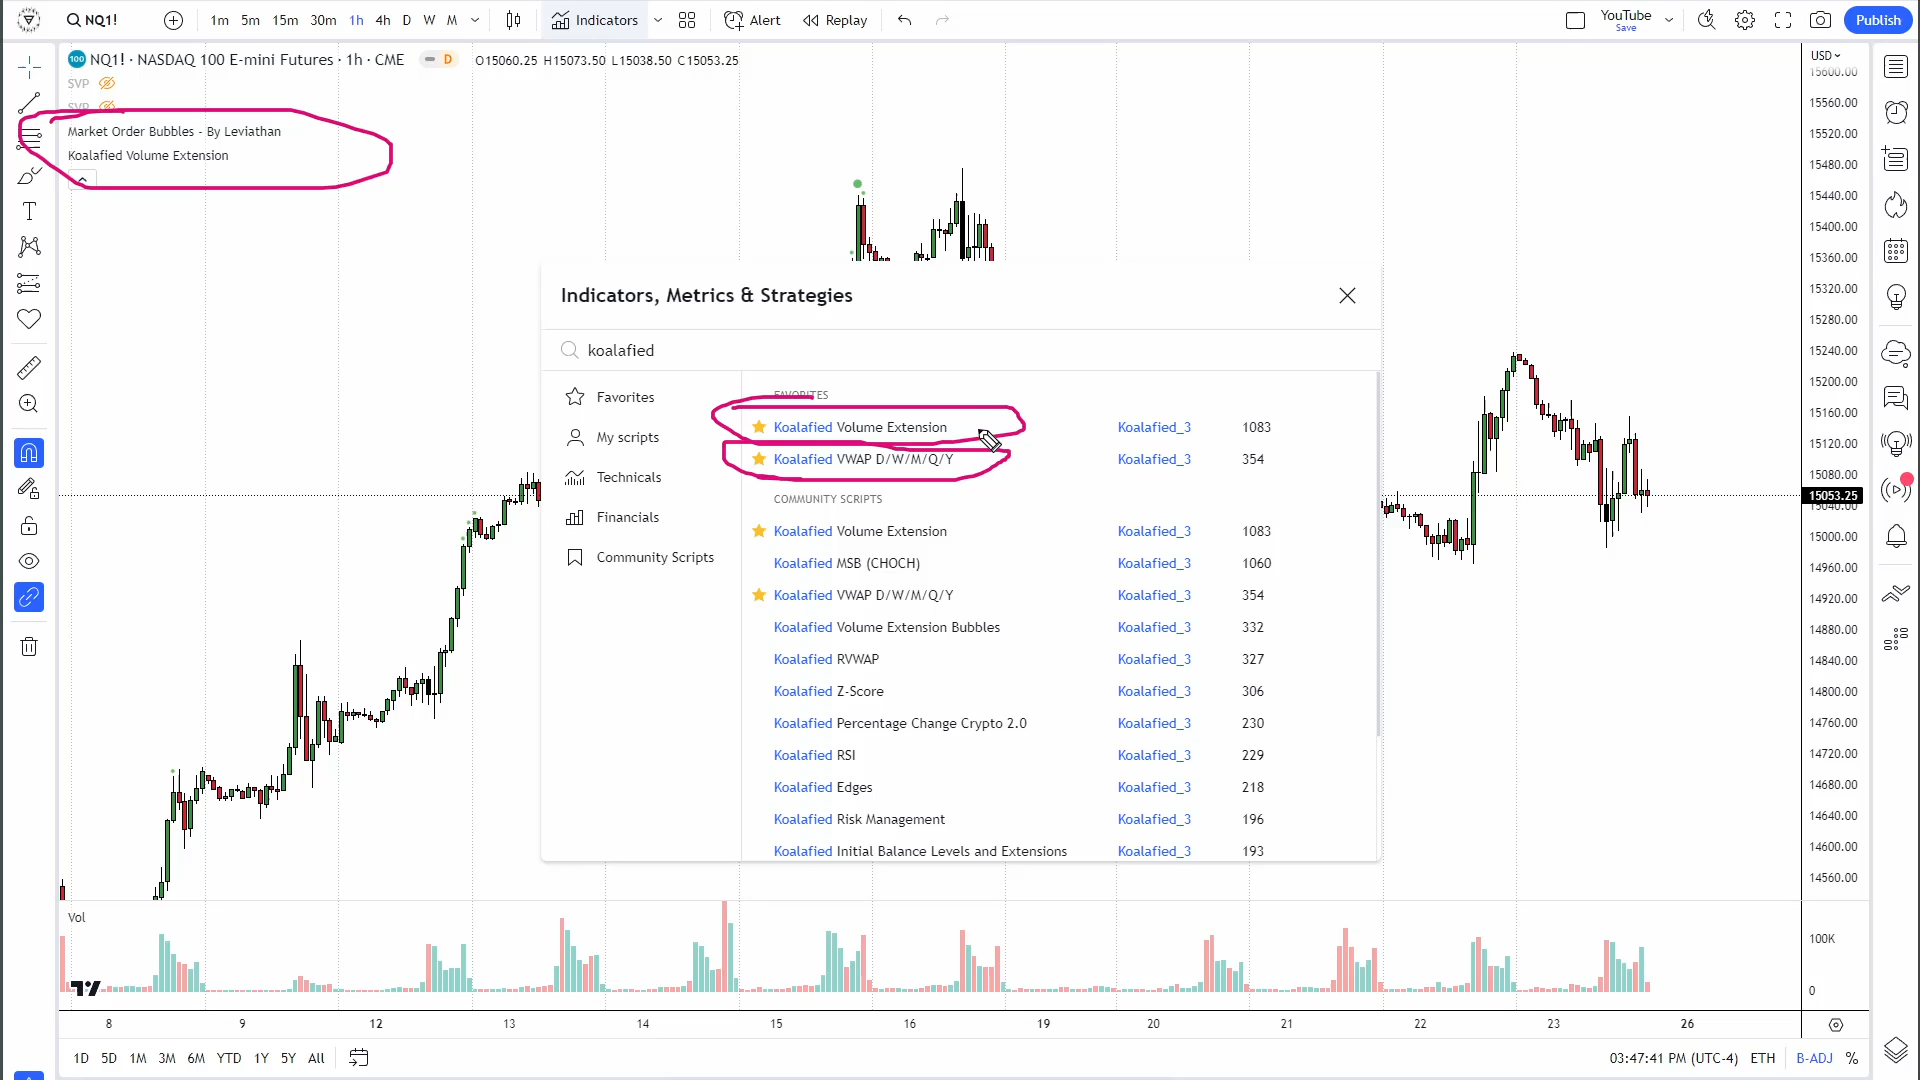 NQ1! 1m 5m 15m 30m 1h 4h D W M Indicators Alert Replay YouTube Save Publish
100 NQ1! · NASDAQ 100 E-mini Futures · 1h · CME D O15060.25 H15073.50 L15038.50 C15053.25 USD
SVP
SVP
Market Order Bubbles - By Leviathan
Koalafied Volume Extension
Indicators, Metrics & Strategies
koalafied
Favorites
My scripts
Technicals
Financials
Community Scripts
FAVORITES
Koalafied Volume Extension Koalafied_3 1083
Koalafied VWAP D/W/M/Q/Y Koalafied_3 354
COMMUNITY SCRIPTS
Koalafied Volume Extension Koalafied_3 1083
Koalafied MSB (CHOCH) Koalafied_3 1060
Koalafied VWAP D/W/M/Q/Y Koalafied_3 354
Koalafied Volume Extension Bubbles Koalafied_3 332
Koalafied RVWAP Koalafied_3 327
Koalafied Z-Score Koalafied_3 306
Koalafied Percentage Change Crypto 2.0 Koalafied_3 230
Koalafied RSI Koalafied_3 229
Koalafied Edges Koalafied_3 218
Koalafied Risk Management Koalafied_3 196
Koalafied Initial Balance Levels and Extensions Koalafied_3 193
15600.00
15560.00
15520.00
15480.00
15440.00
15400.00
15360.00
15320.00
15280.00
15240.00
15200.00
15160.00
15120.00
15080.00
15053.25
15040.00
15000.00
14960.00
14920.00
14880.00
14840.00
14800.00
14760.00
14720.00
14680.00
14640.00
14600.00
14560.00
Vol
100K
0
8 9 12 13 14 15 16 19 20 21 22 23 26
1D 5D 1M 3M 6M YTD 1Y 5Y All 03:47:41 PM (UTC-4) ETH B-ADJ %